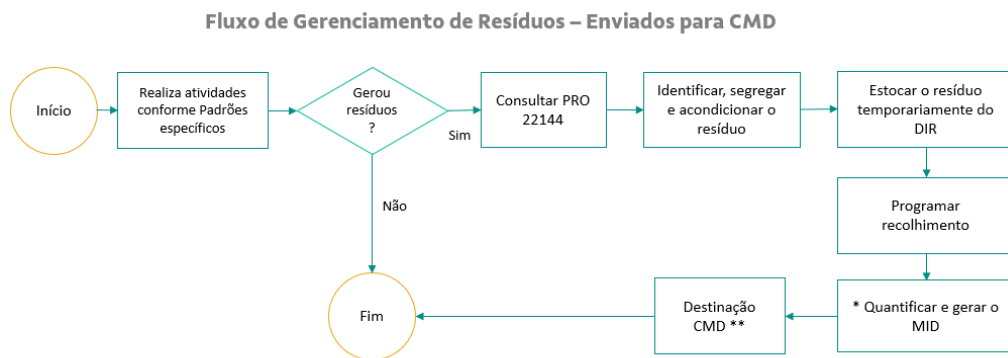 Fluxo de Gerenciamento de Resíduos – Enviados para CMD
Início
Realiza atividades
conforme Padrões
específicos
Gerou
resíduos
?
Sim
Não
Consultar PRO
22144
Identificar, segregar
e acondicionar o
resíduo
Estocar o resíduo
temporariamente do
DIR
Programar
recolhimento
* Quantificar e gerar o
MID
Destinação
CMD **
Fim